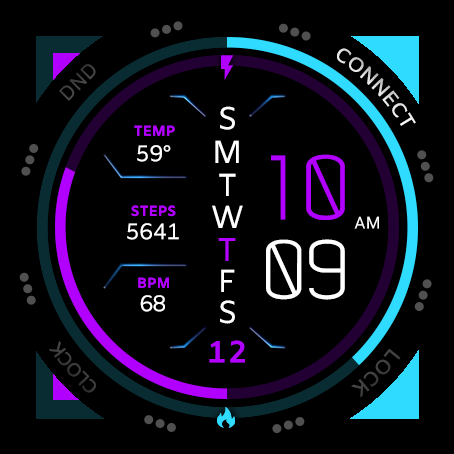 DND
CONNECT
TEMP
59°
STEPS
5641
BPM
68
S
M
T
W
T
F
S
12
10
AM
09
CLOCK
LOCK